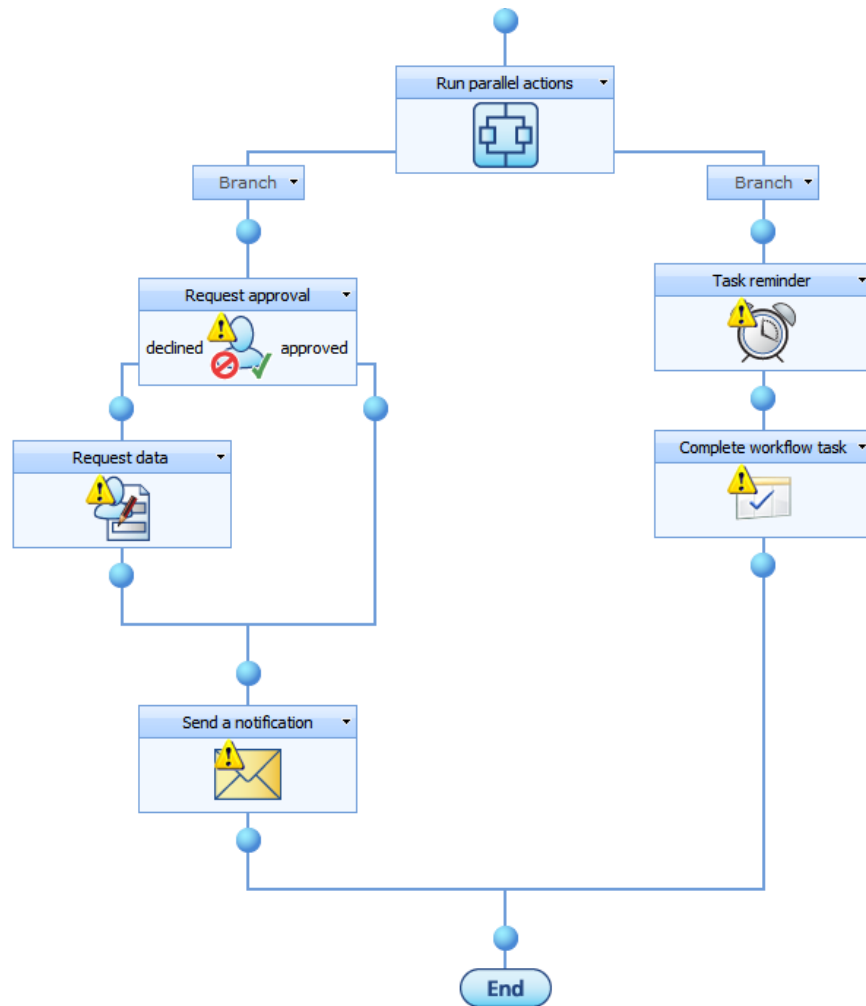 Run parallel actions
Branch
Branch
Request approval
declined
approved
Task reminder
Request data
Complete workflow task
Send a notification
End